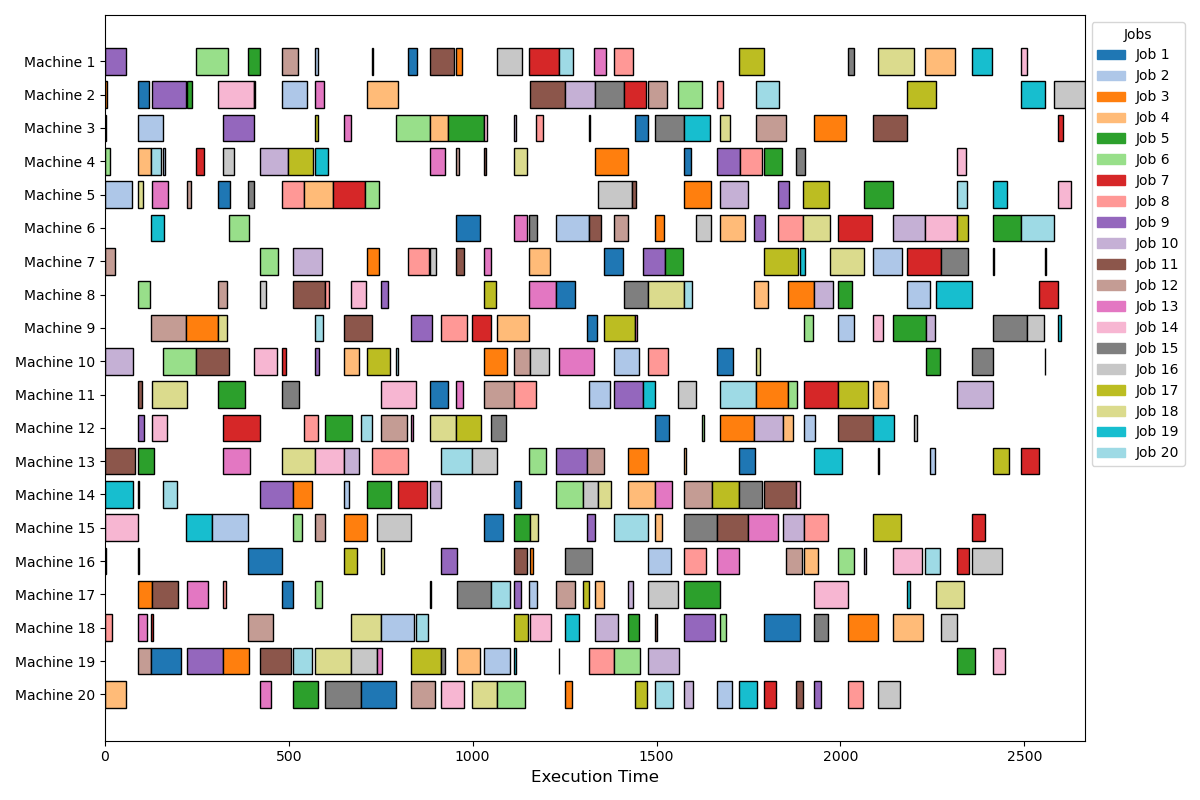 Machine 1
Machine 2
Machine 3
Machine 4
Machine 5
Machine 6
Machine 7
Machine 8
Machine 9
Machine 10
Machine 11
Machine 12
Machine 13
Machine 14
Machine 15
Machine 16
Machine 17
Machine 18
Machine 19
Machine 20
0 500 1000 1500 2000 2500
Execution Time
Jobs
Job 1
Job 2
Job 3
Job 4
Job 5
Job 6
Job 7
Job 8
Job 9
Job 10
Job 11
Job 12
Job 13
Job 14
Job 15
Job 16
Job 17
Job 18
Job 19
Job 20